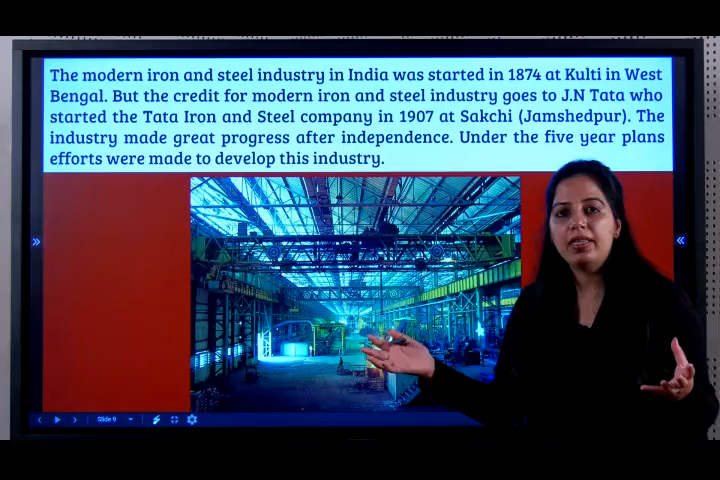 The modern iron and steel industry in India was started in 1874 at Kulti in West
Bengal. But the credit for modern iron and steel industry goes to J.N Tata who
started the Tata Iron and Steel company in 1907 at Sakchi (Jamshedpur). The
industry made great progress after independence. Under the five year plans
efforts were made to develop this industry.
Slide 9